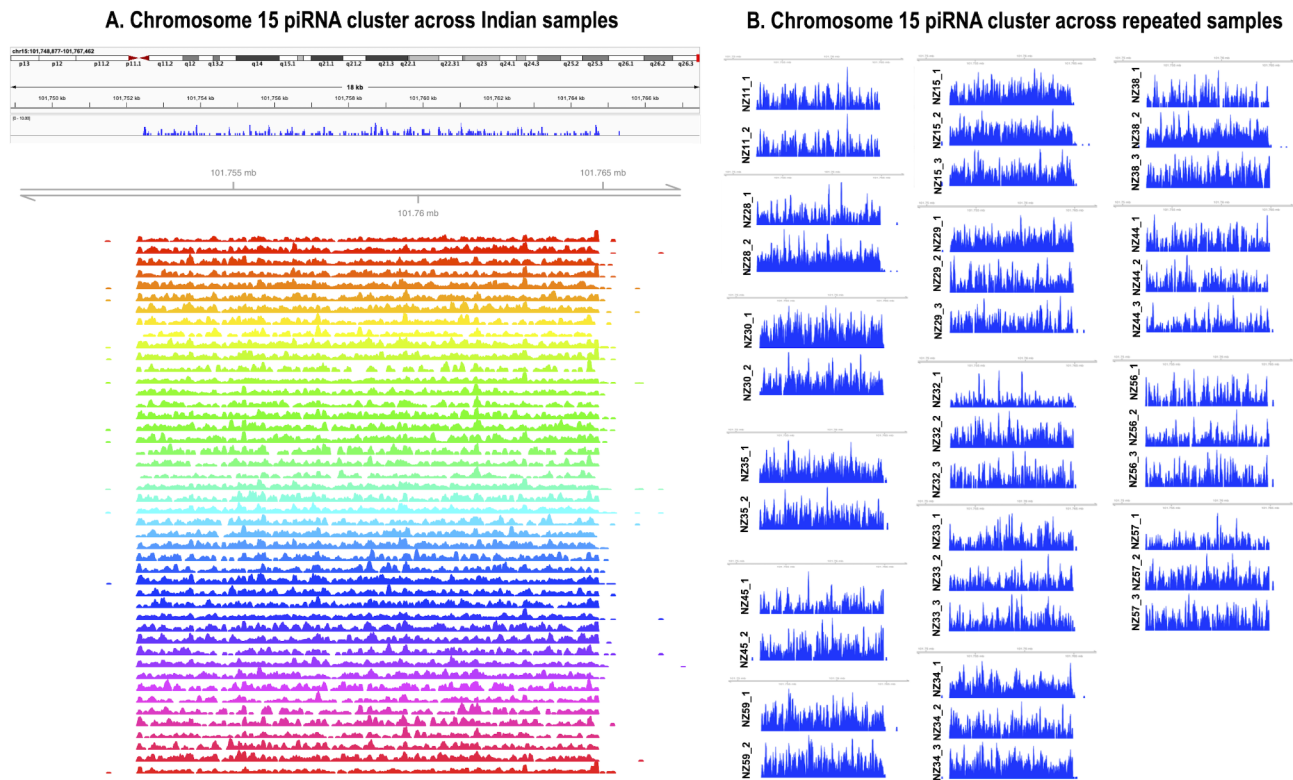 A. Chromosome 15 piRNA cluster across Indian samples
chr15:101,748,877-101,767,462
p13 p12 p11.2 p11.1 q11.2 q12 q13.2 q14 q15.1 q21.1 q21.2 q21.3 q22.1 q22.31 q23 q24.1 q24.3 q25.2 q25.3 q26.1 q26.2 q26.3
18 kb
101,750 kb 101,752 kb 101,754 kb 101,756 kb 101,758 kb 101,760 kb 101,762 kb 101,764 kb 101,766 kb
101.755 mb 101.765 mb
101.76 mb
B. Chromosome 15 piRNA cluster across repeated samples
NZ11_1
NZ11_2
NZ28_1
NZ28_2
NZ30_1
NZ30_2
NZ35_1
NZ35_2
NZ45_1
NZ45_2
NZ59_1
NZ59_2
NZ15_1
NZ15_2
NZ15_3
NZ29_1
NZ29_2
NZ29_3
NZ32_1
NZ32_2
NZ32_3
NZ33_1
NZ33_2
NZ33_3
NZ34_1
NZ34_2
NZ34_3
NZ38_1
NZ38_2
NZ38_3
NZ44_1
NZ44_2
NZ44_3
NZ56_1
NZ56_2
NZ56_3
NZ57_1
NZ57_2
NZ57_3